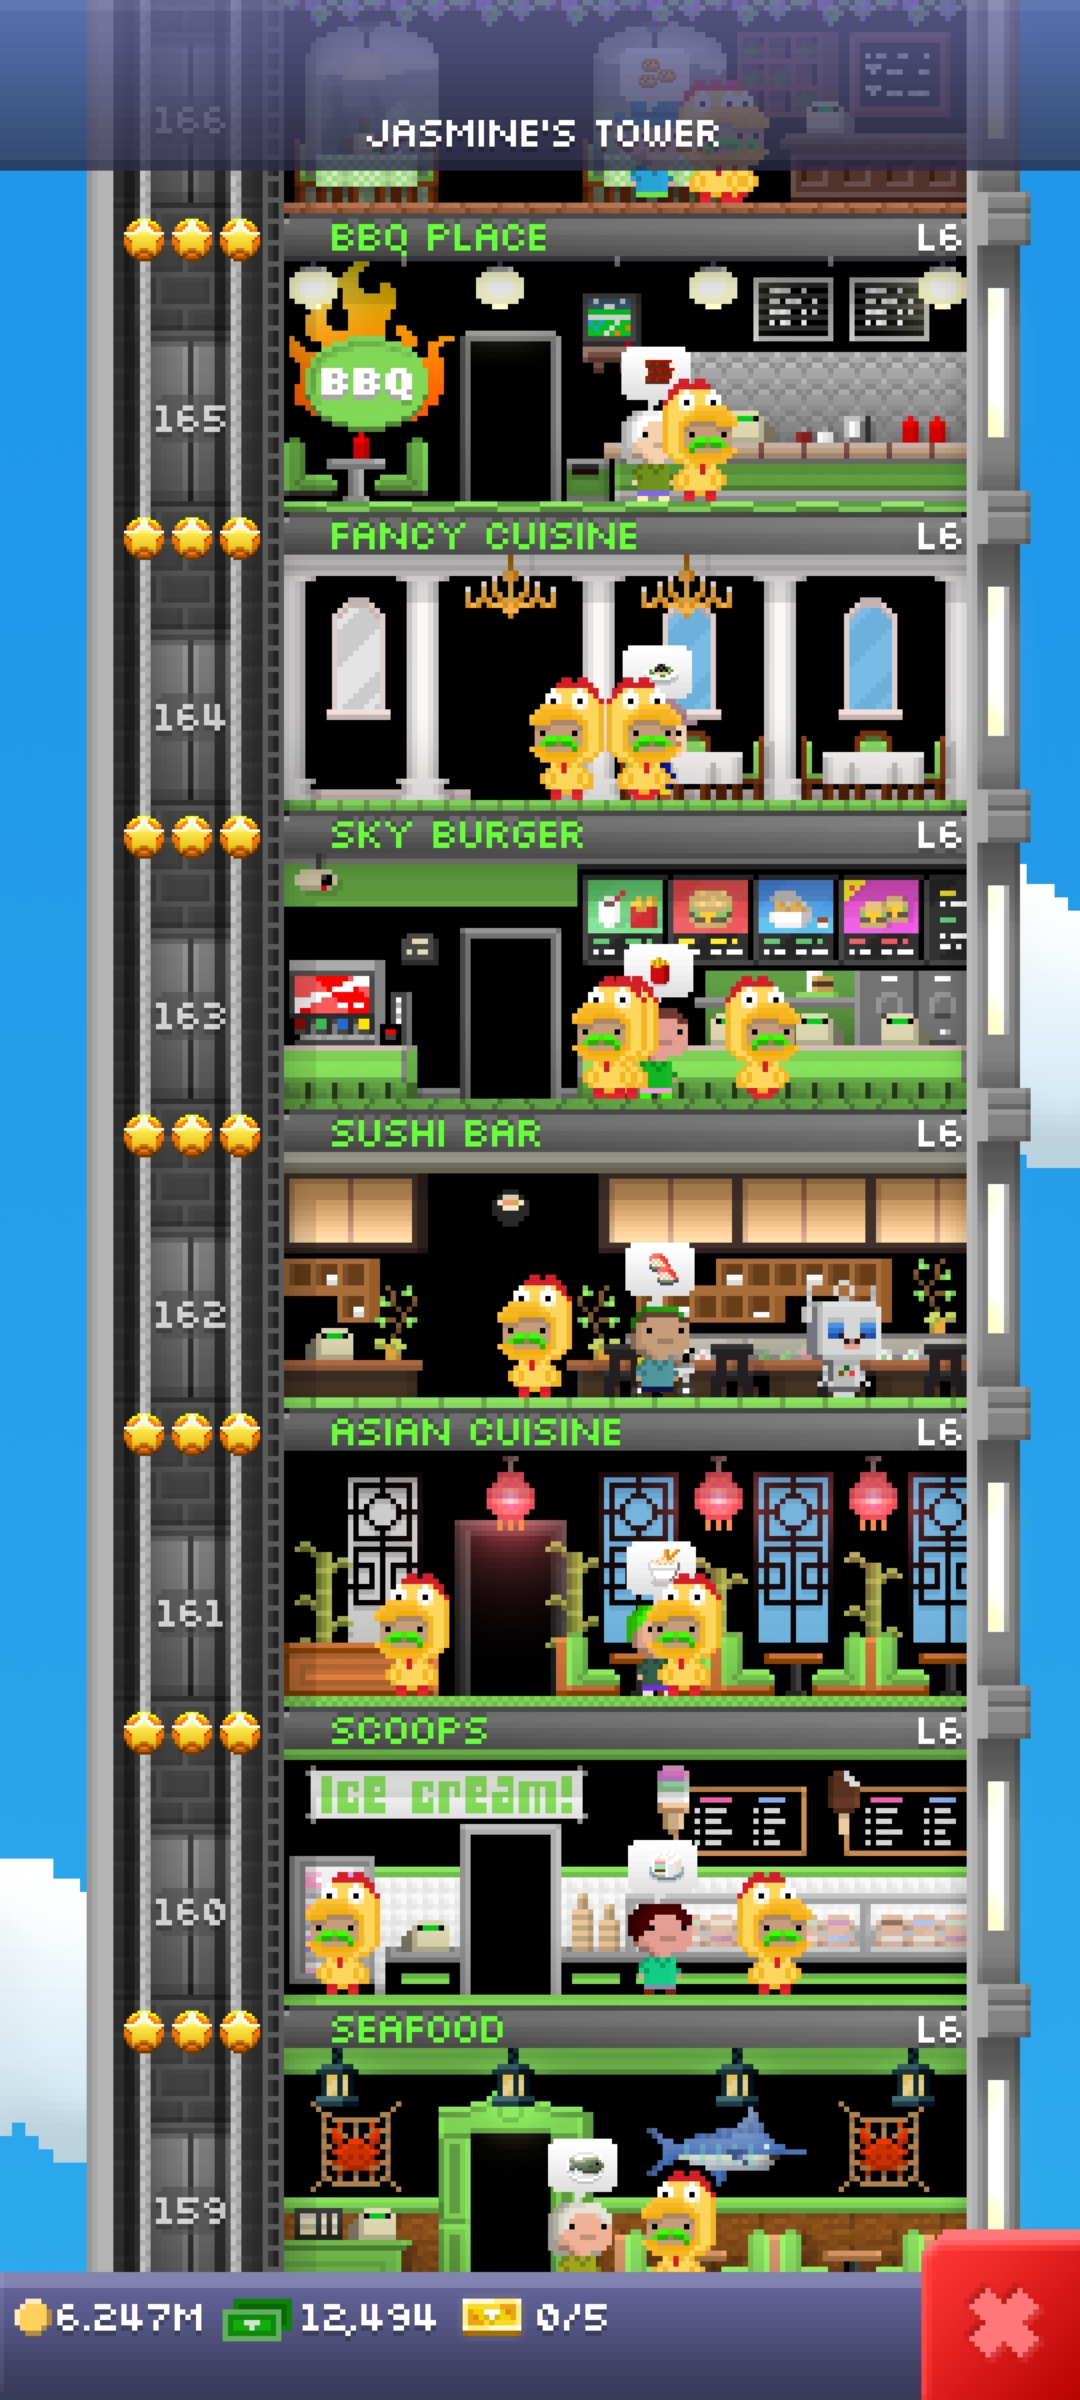 166
JASMINE'S TOWER
BBQ PLACE L6
BBQ
165
FANCY CUISINE L6
164
SKY BURGER L6
163
SUSHI BAR L6
162
ASIAN CUISINE L6
161
SCOOPS L6
Ice cream!
160
SEAFOOD L6
159
6.247M 12,494 0/5